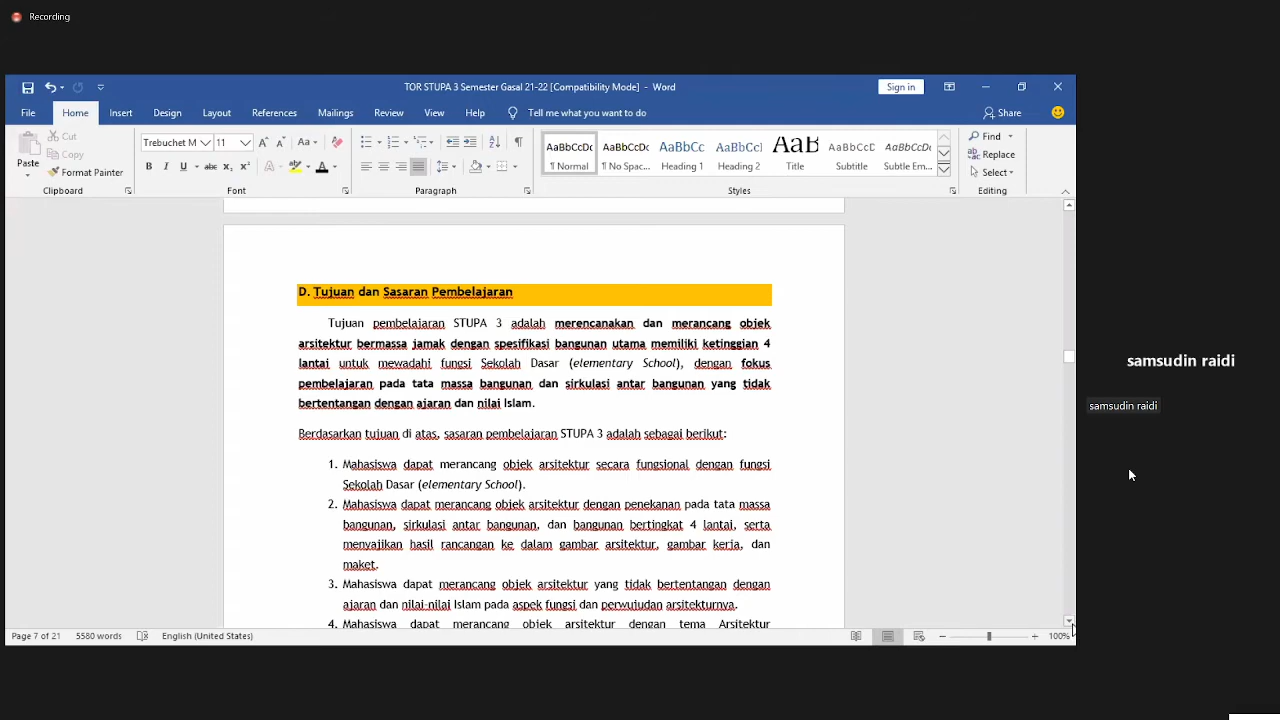 Recording
TOR STUPA 3 Semester Gasal 21-22 [Compatibility Mode] - Word
Sign in
File Home Insert Design Layout References Mailings Review View Help Tell me what you want to do
Share
Paste
Cut
Copy
Format Painter
Trebuchet M 11
Aa
B I U abc x₂ x² A A
AaBbCcDc AaBbCcDc AaBbCc AaBbCcI AaB AaBbCcD AaBbCcDt
¶ Normal ¶ No Spac... Heading 1 Heading 2 Title Subtitle Subtle Em...
Find
Replace
Select
Clipboard Font Paragraph Styles Editing
D. Tujuan dan Sasaran Pembelajaran
Tujuan pembelajaran STUPA 3 adalah merencanakan dan merancang objek
arsitektur bermassa jamak dengan spesifikasi bangunan utama memiliki ketinggian 4
lantai untuk mewadahi fungsi Sekolah Dasar (elementary School), dengan fokus
pembelajaran pada tata massa bangunan dan sirkulasi antar bangunan yang tidak
bertentangan dengan ajaran dan nilai Islam.
Berdasarkan tujuan di atas, sasaran pembelajaran STUPA 3 adalah sebagai berikut:
1. Mahasiswa dapat merancang objek arsitektur secara fungsional dengan fungsi
Sekolah Dasar (elementary School).
2. Mahasiswa dapat merancang objek arsitektur dengan penekanan pada tata massa
bangunan, sirkulasi antar bangunan, dan bangunan bertingkat 4 lantai, serta
menyajikan hasil rancangan ke dalam gambar arsitektur, gambar kerja, dan
maket.
3. Mahasiswa dapat merancang objek arsitektur yang tidak bertentangan dengan
ajaran dan nilai-nilai Islam pada aspek fungsi dan perwujudan arsitekturnya.
4. Mahasiswa dapat merancang objek arsitektur dengan tema Arsitektur
Page 7 of 21 5580 words English (United States) 100%
samsudin raidi
samsudin raidi